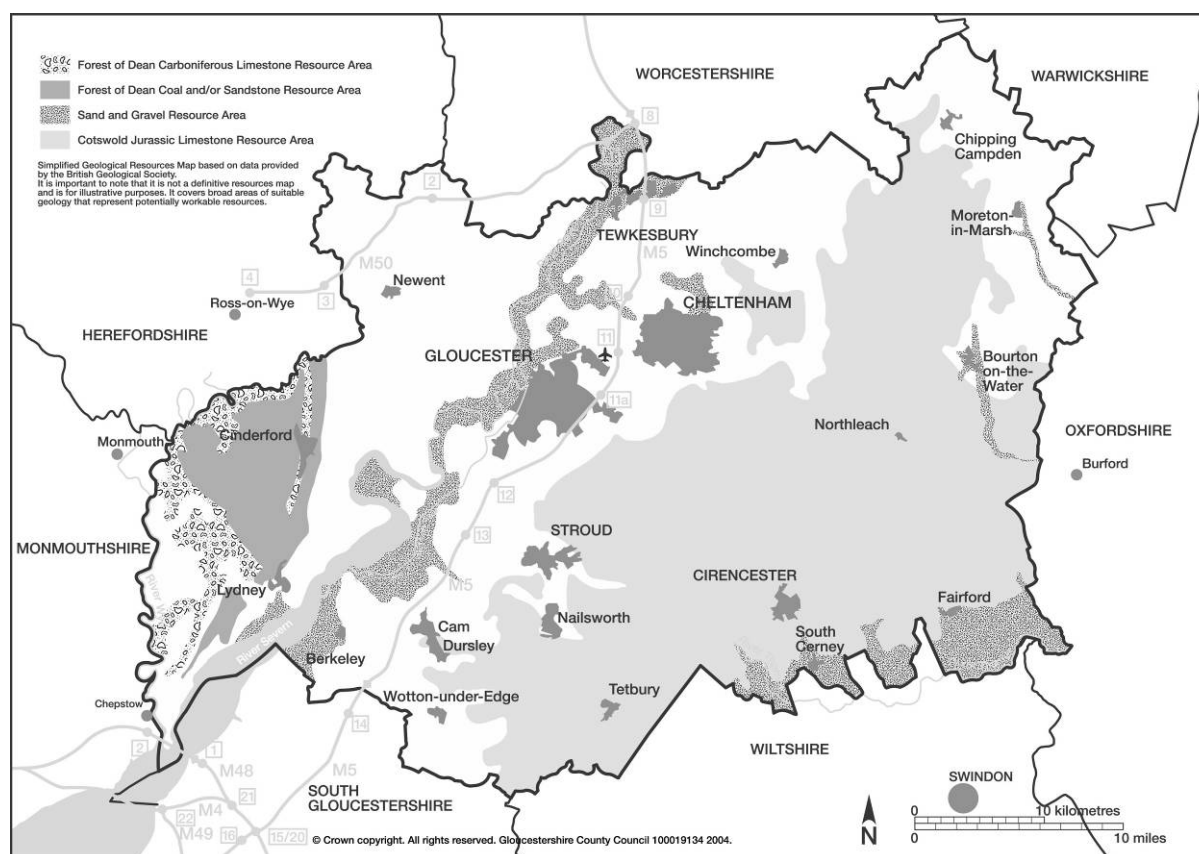 Forest of Dean Carboniferous Limestone Resource Area
Forest of Dean Coal and/or Sandstone Resource Area
Sand and Gravel Resource Area
Cotswold Jurassic Limestone Resource Area
Simplified Geological Resources Map based on data provided
by the British Geological Society.
It is important to note that it is not a definitive resources map
and is for illustrative purposes. It covers broad areas of suitable
geology that represent potentially workable resources.
WORCESTERSHIRE
WARWICKSHIRE
8
Chipping
Campden
2
9
TEWKESBURY
Moreton-
in-Marsh
M5
Winchcombe
M50
4
3
Newent
Ross-on-Wye
10
CHELTENHAM
HEREFORDSHIRE
GLOUCESTER
11
Bourton
on-the-
Water
11a
Northleach
OXFORDSHIRE
Cinderford
Monmouth
Burford
12
MONMOUTHSHIRE
13
STROUD
M5
CIRENCESTER
Lydney
River W
Fairford
Nailsworth
Cam
Dursley
South
Cerney
River Severn
Berkeley
Wotton-under-Edge
Tetbury
Chepstow
14
2
1
WILTSHIRE
M48
M5
SOUTH
GLOUCESTERSHIRE
SWINDON
M4
21
22
M49
16
15/20
N
0
10 kilometres
0
10 miles
© Crown copyright. All rights reserved. Gloucestershire County Council 100019134 2004.